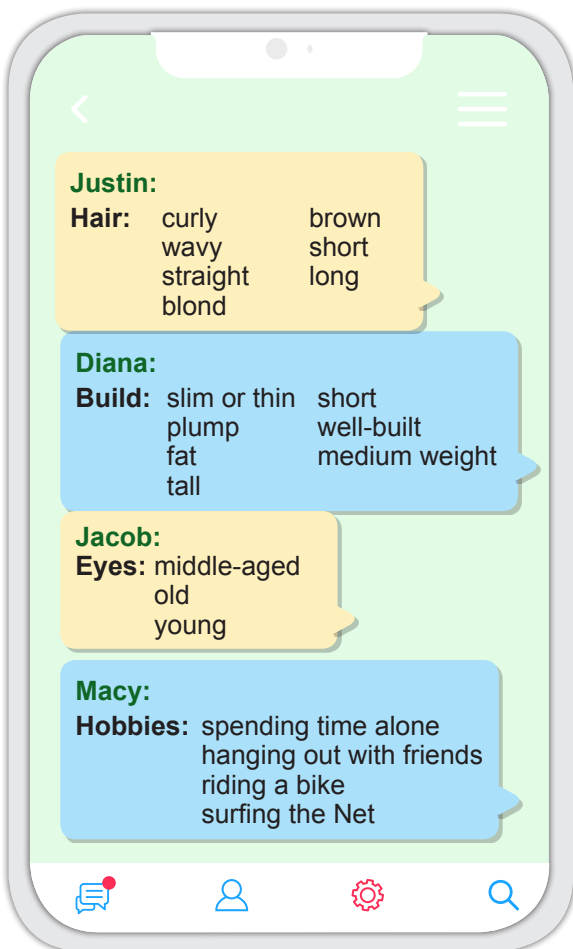 Justin:
Hair: curly brown
wavy short
straight long
blond
Diana:
Build: slim or thin short
plump well-built
fat medium weight
tall
Jacob:
Eyes: middle-aged
old
young
Macy:
Hobbies: spending time alone
hanging out with friends
riding a bike
surfing the Net